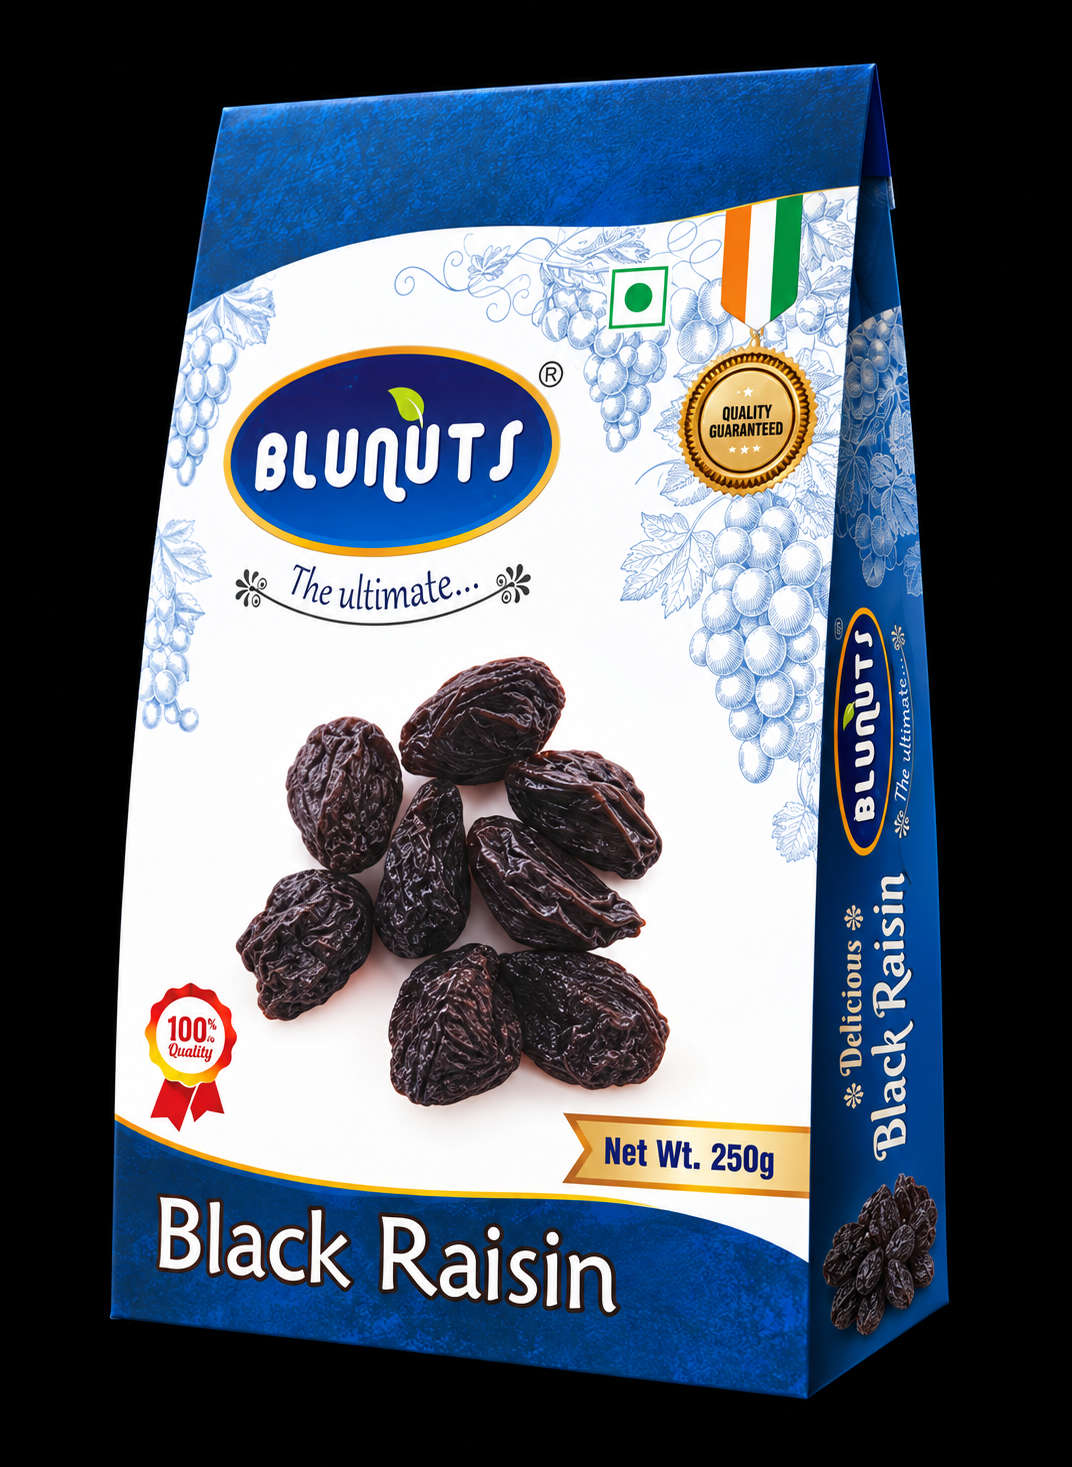 BLUNUTS ®
The ultimate...
QUALITY
GUARANTEED
100%
Quality
Net Wt. 250g
Black Raisin
BLUNUTS ®
The ultimate...
Delicious
Black Raisin